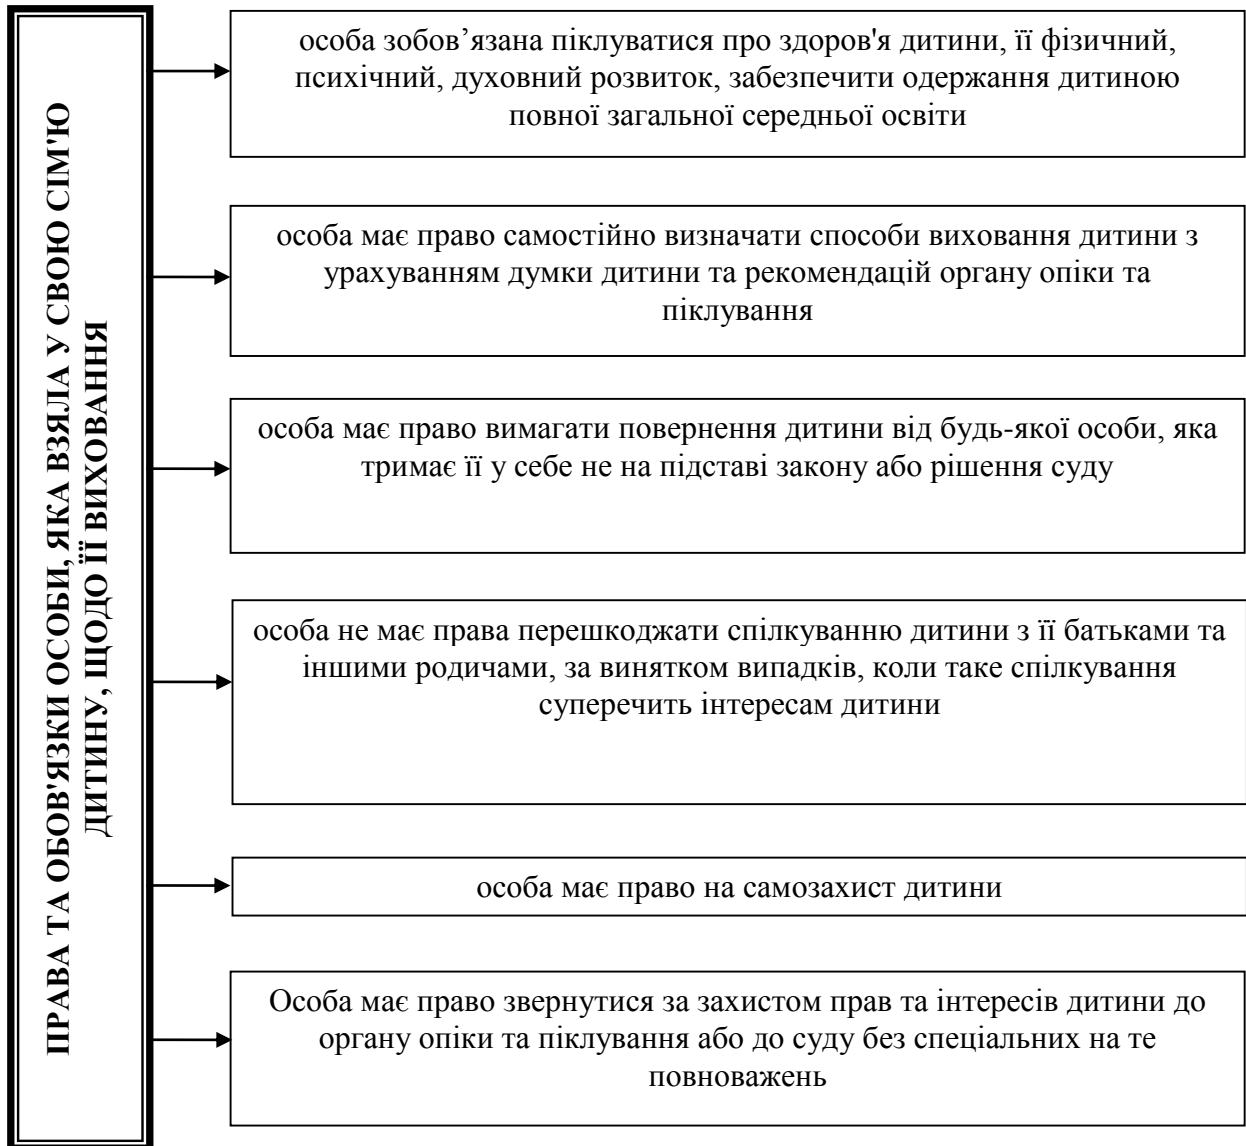 ПРАВА ТА ОБОВ'ЯЗКИ ОСОБИ, ЯКА ВЗЯЛА У СВОЮ СІМ'Ю
ДИТИНУ, ЩОДО ЇЇ ВИХОВАННЯ
особа зобов’язана піклуватися про здоров'я дитини, її фізичний,
психічний, духовний розвиток, забезпечити одержання дитиною
повної загальної середньої освіти
особа має право самостійно визначати способи виховання дитини з
урахуванням думки дитини та рекомендацій органу опіки та
піклування
особа має право вимагати повернення дитини від будь-якої особи, яка
тримає її у себе не на підставі закону або рішення суду
особа не має права перешкоджати спілкуванню дитини з її батьками та
іншими родичами, за винятком випадків, коли таке спілкування
суперечить інтересам дитини
особа має право на самозахист дитини
Особа має право звернутися за захистом прав та інтересів дитини до
органу опіки та піклування або до суду без спеціальних на те
повноважень